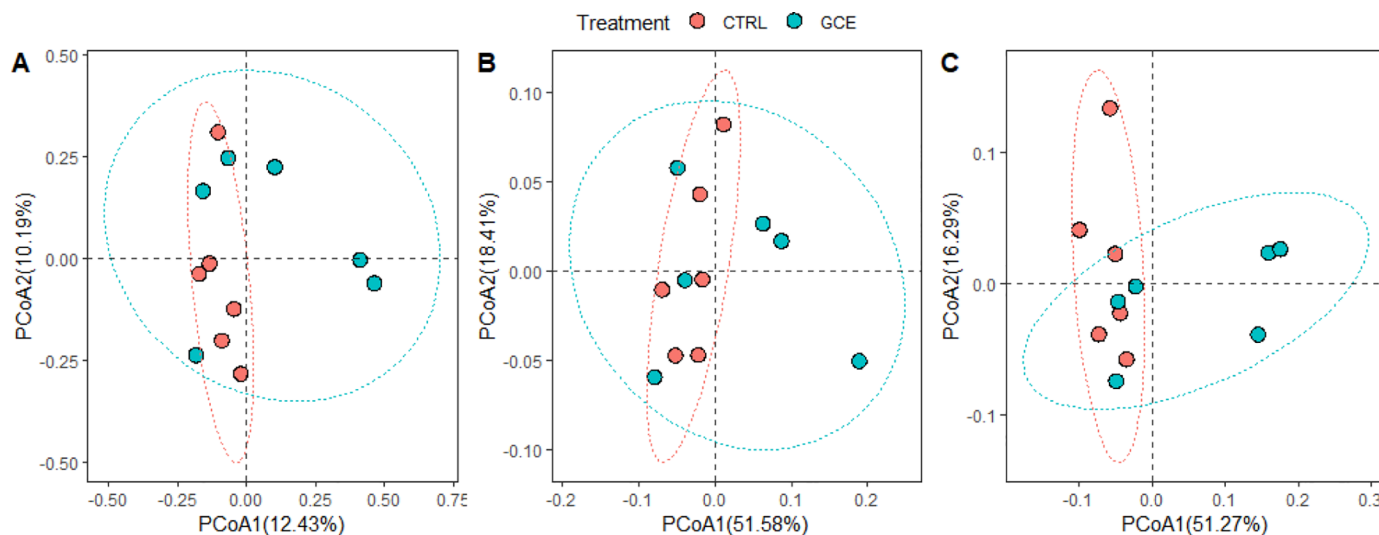 Treatment CTRL GCE
A
0.50
0.25
0.00
-0.25
-0.50
PCoA2(10.19%)
-0.50 -0.25 0.00 0.25 0.50 0.75
PCoA1(12.43%)
B
0.10
0.05
0.00
-0.05
-0.10
PCoA2(18.41%)
-0.2 -0.1 0.0 0.1 0.2
PCoA1(51.58%)
C
0.1
0.0
-0.1
PCoA2(16.29%)
-0.1 0.0 0.1 0.2 0.3
PCoA1(51.27%)